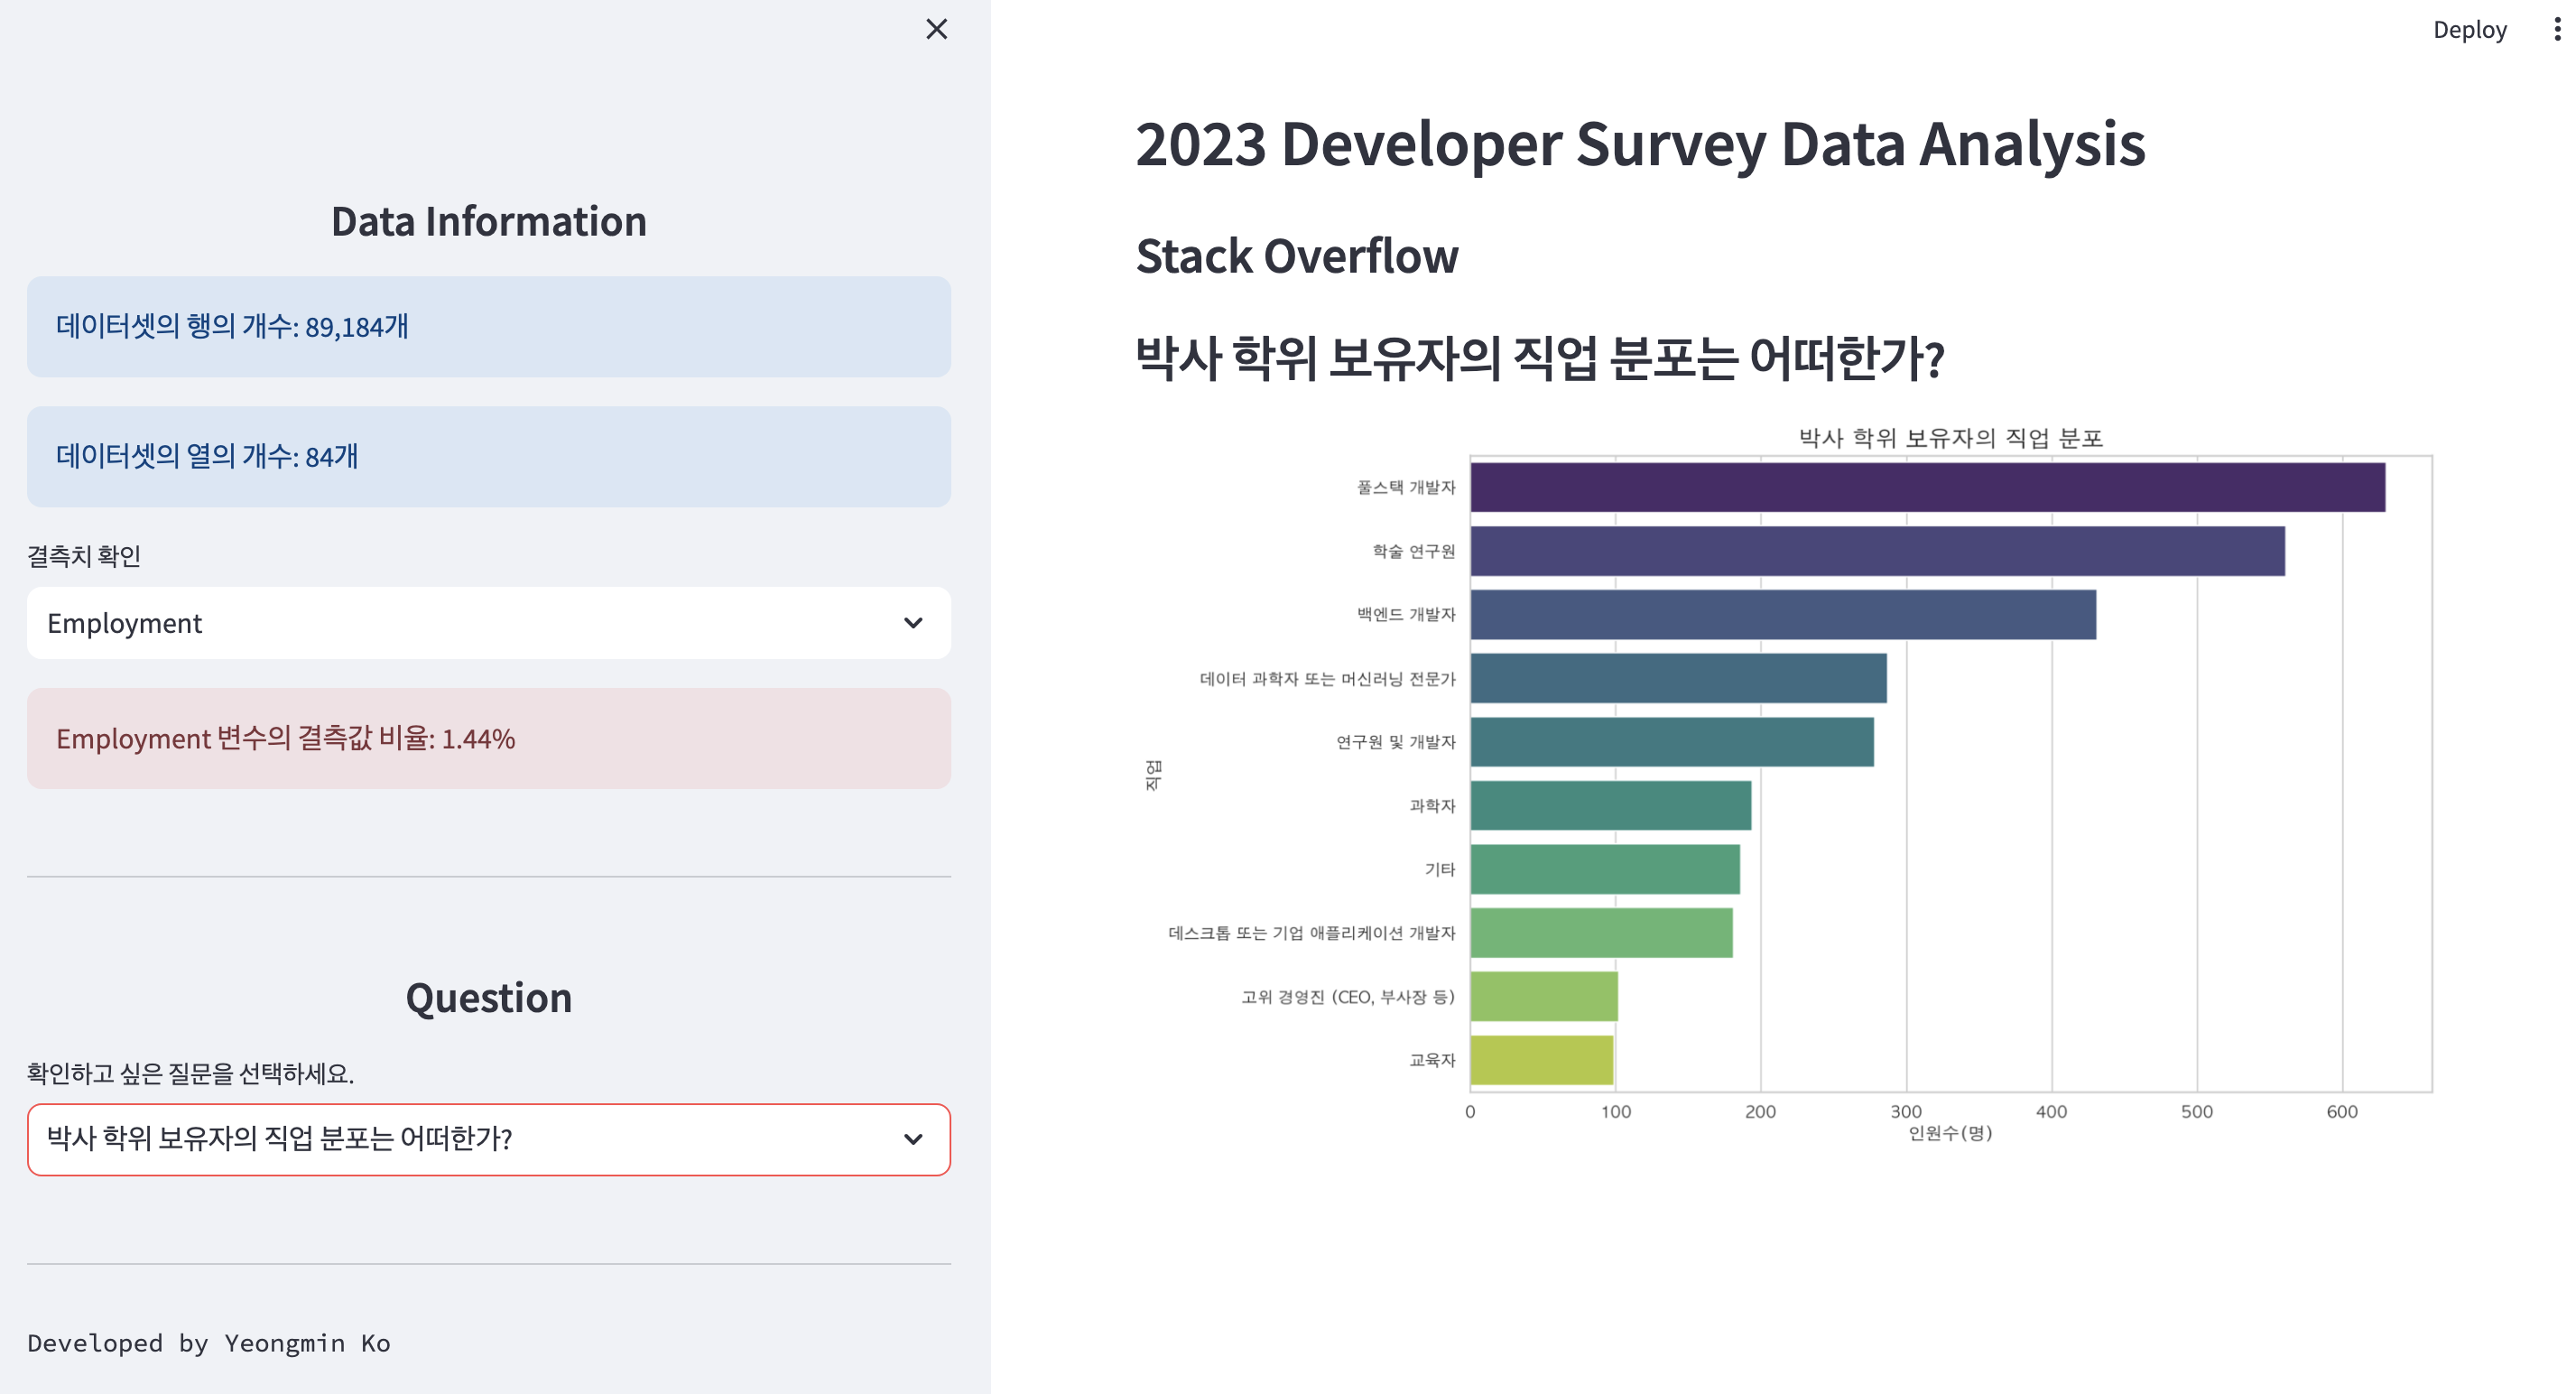 Data Information
데이터셋의 행의 개수: 89,184개
데이터셋의 열의 개수: 84개
결측치 확인
Employment
Employment 변수의 결측값 비율: 1.44%
Question
확인하고 싶은 질문을 선택하세요.
박사 학위 보유자의 직업 분포는 어떠한가?
Developed by Yeongmin Ko
Deploy
2023 Developer Survey Data Analysis
Stack Overflow
박사 학위 보유자의 직업 분포는 어떠한가?
박사 학위 보유자의 직업 분포
직업
풀스택 개발자
학술 연구원
백엔드 개발자
데이터 과학자 또는 머신러닝 전문가
연구원 및 개발자
과학자
기타
데스크톱 또는 기업 애플리케이션 개발자
고위 경영진 (CEO, 부사장 등)
교육자
0 100 200 300 400 500 600
인원수(명)